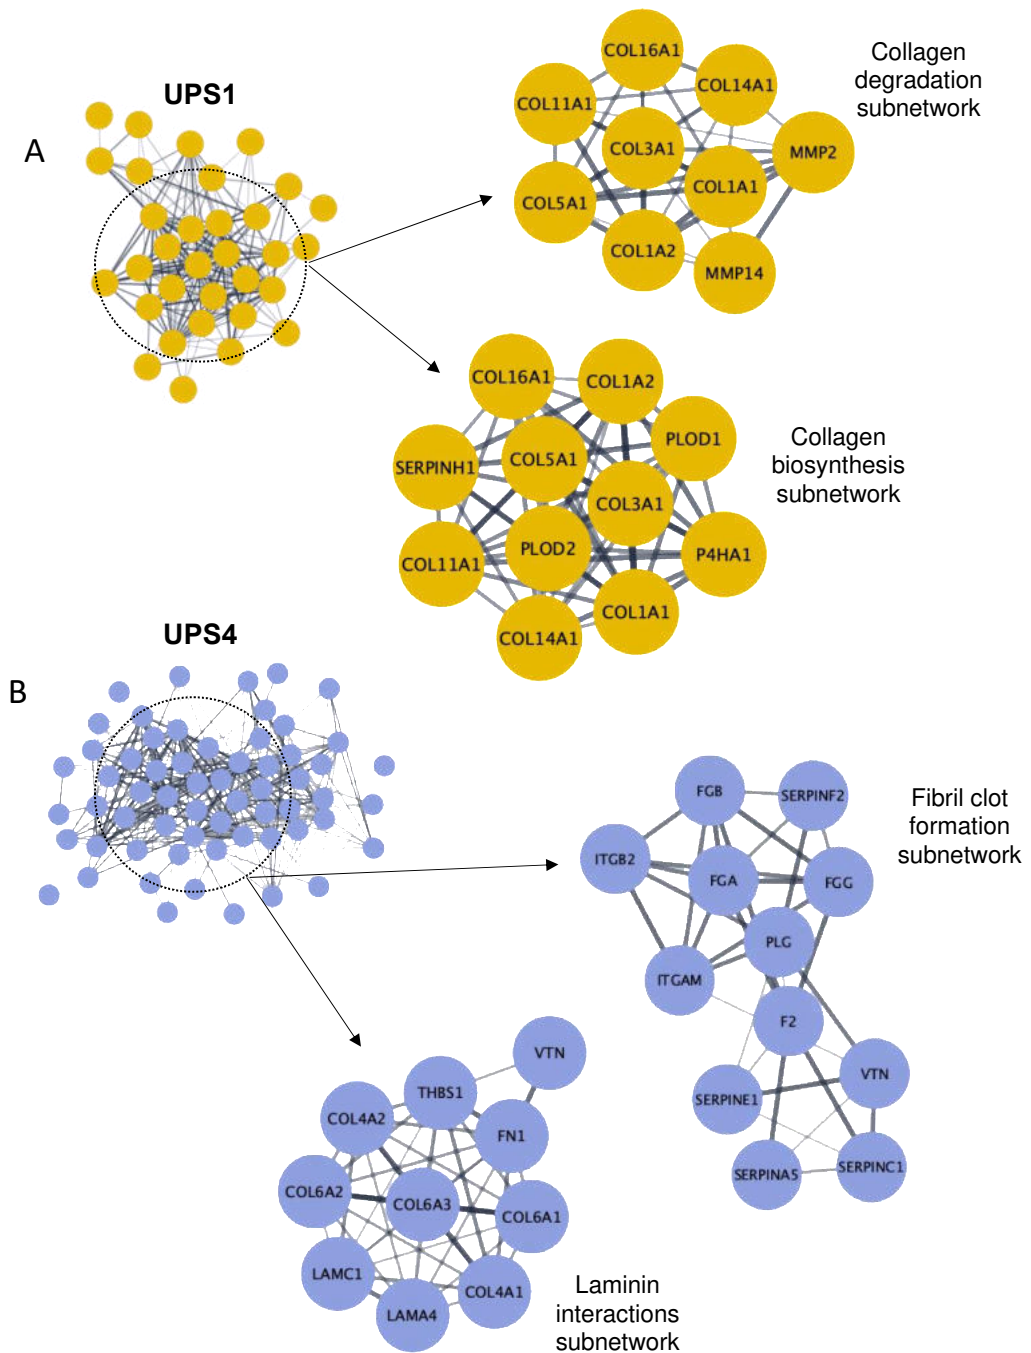 UPS1
A
COL16A1
COL14A1
COL11A1
COL3A1
MMP2
COL1A1
COL5A1
COL1A2
MMP14
Collagen
degradation
subnetwork
COL16A1
COL1A2
PLOD1
COL5A1
SERPINH1
COL3A1
PLOD2
P4HA1
COL11A1
COL1A1
COL14A1
Collagen
biosynthesis
subnetwork
UPS4
B
FGB
SERPINF2
ITGB2
FGA
FGG
PLG
ITGAM
F2
VTN
SERPINE1
SERPINA5
SERPINC1
Fibril clot
formation
subnetwork
VTN
THBS1
COL4A2
FN1
COL6A2
COL6A3
COL6A1
LAMC1
COL4A1
LAMA4
Laminin
interactions
subnetwork